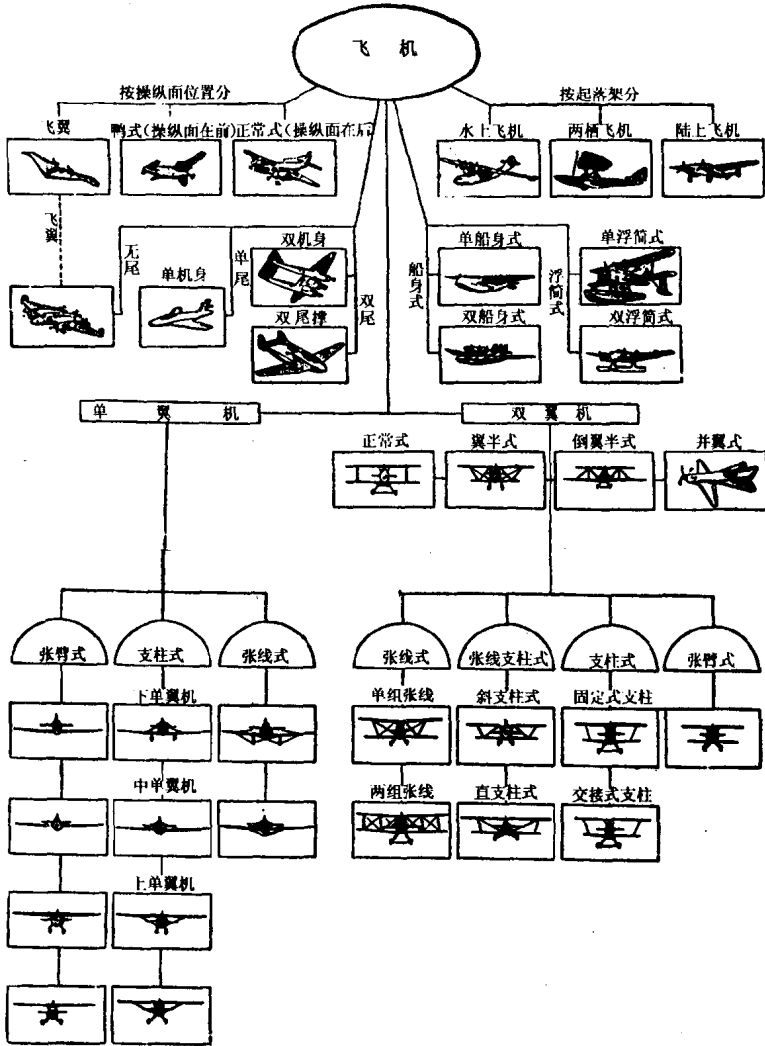 飞 机
按操纵面位置分
按起落架分
飞翼
鸭式(操纵面在前)
正常式(操纵面在后
水上飞机
两栖飞机
陆上飞机
飞翼
无尾
单机身
单尾
双机身
双尾撑
双尾
船身式
单船身式
双船身式
浮筒式
单浮筒式
双浮筒式
单 翼 机
双 翼 机
正常式
翼半式
倒翼半式
并翼式
张臂式
支柱式
张线式
张线式
张线支柱式
支柱式
张臂式
下单翼机
单组张线
斜支柱式
固定式支柱
中单翼机
两组张线
直支柱式
交接式支柱
上单翼机